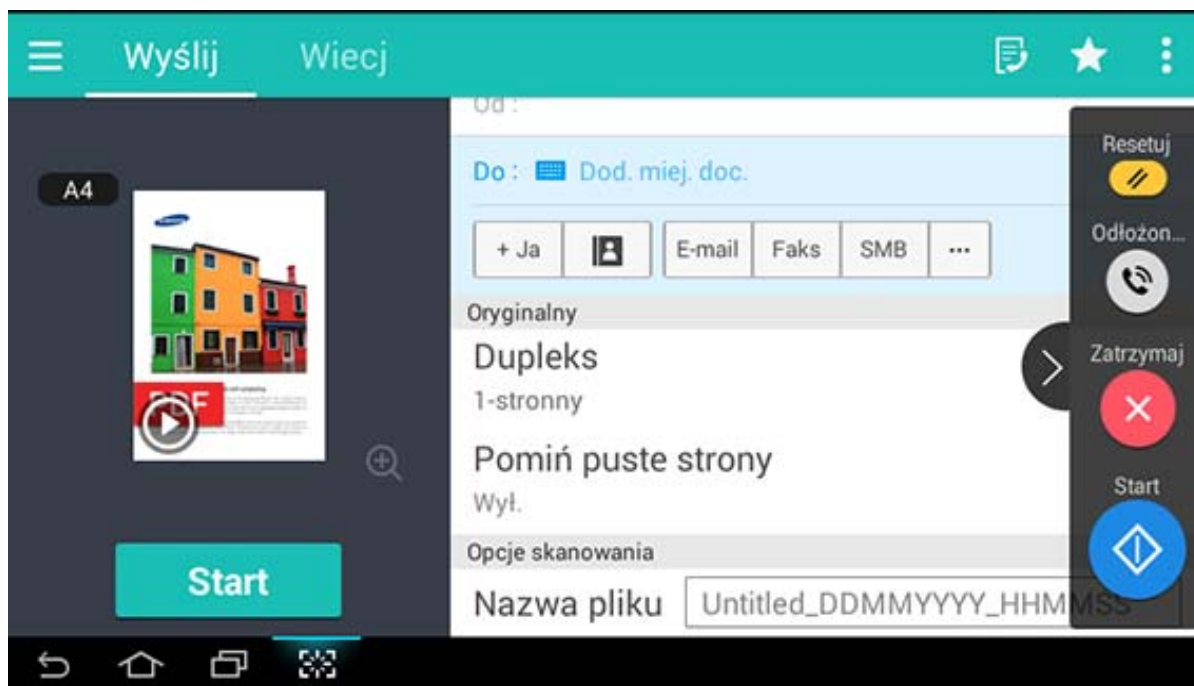 Wyślij Wiecj
Od :
Do : Dod. miej. doc.
+ Ja E-mail Faks SMB ...
Oryginalny
Dupleks
1-stronny
Pomiń puste strony
Wył.
Opcje skanowania
Nazwa pliku Untitled_DDMMYYYY_HHMMSS
A4
PDF
Start
Resetuj
Odłożon...
Zatrzymaj
Start